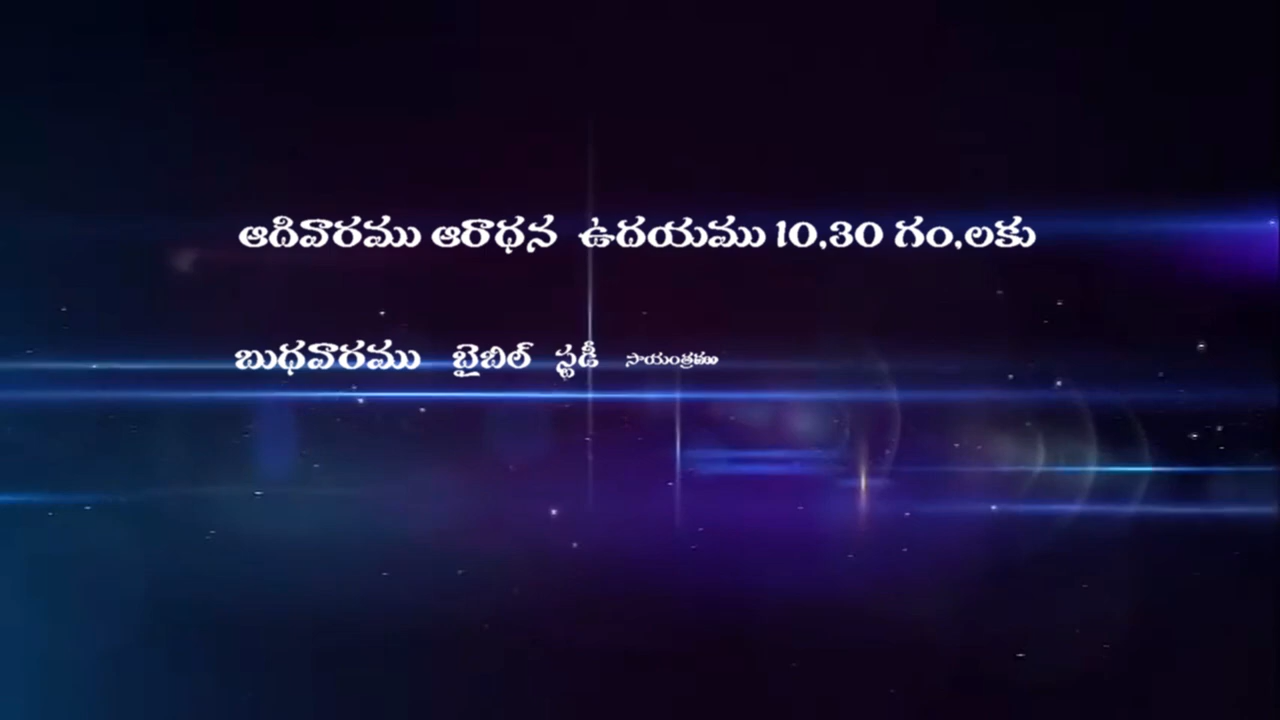 ఆదివారము ఆరాధన ఉదయము 10.30 గం.లకు
బుధవారము బైబిల్ స్టడీ సాయంత్రము